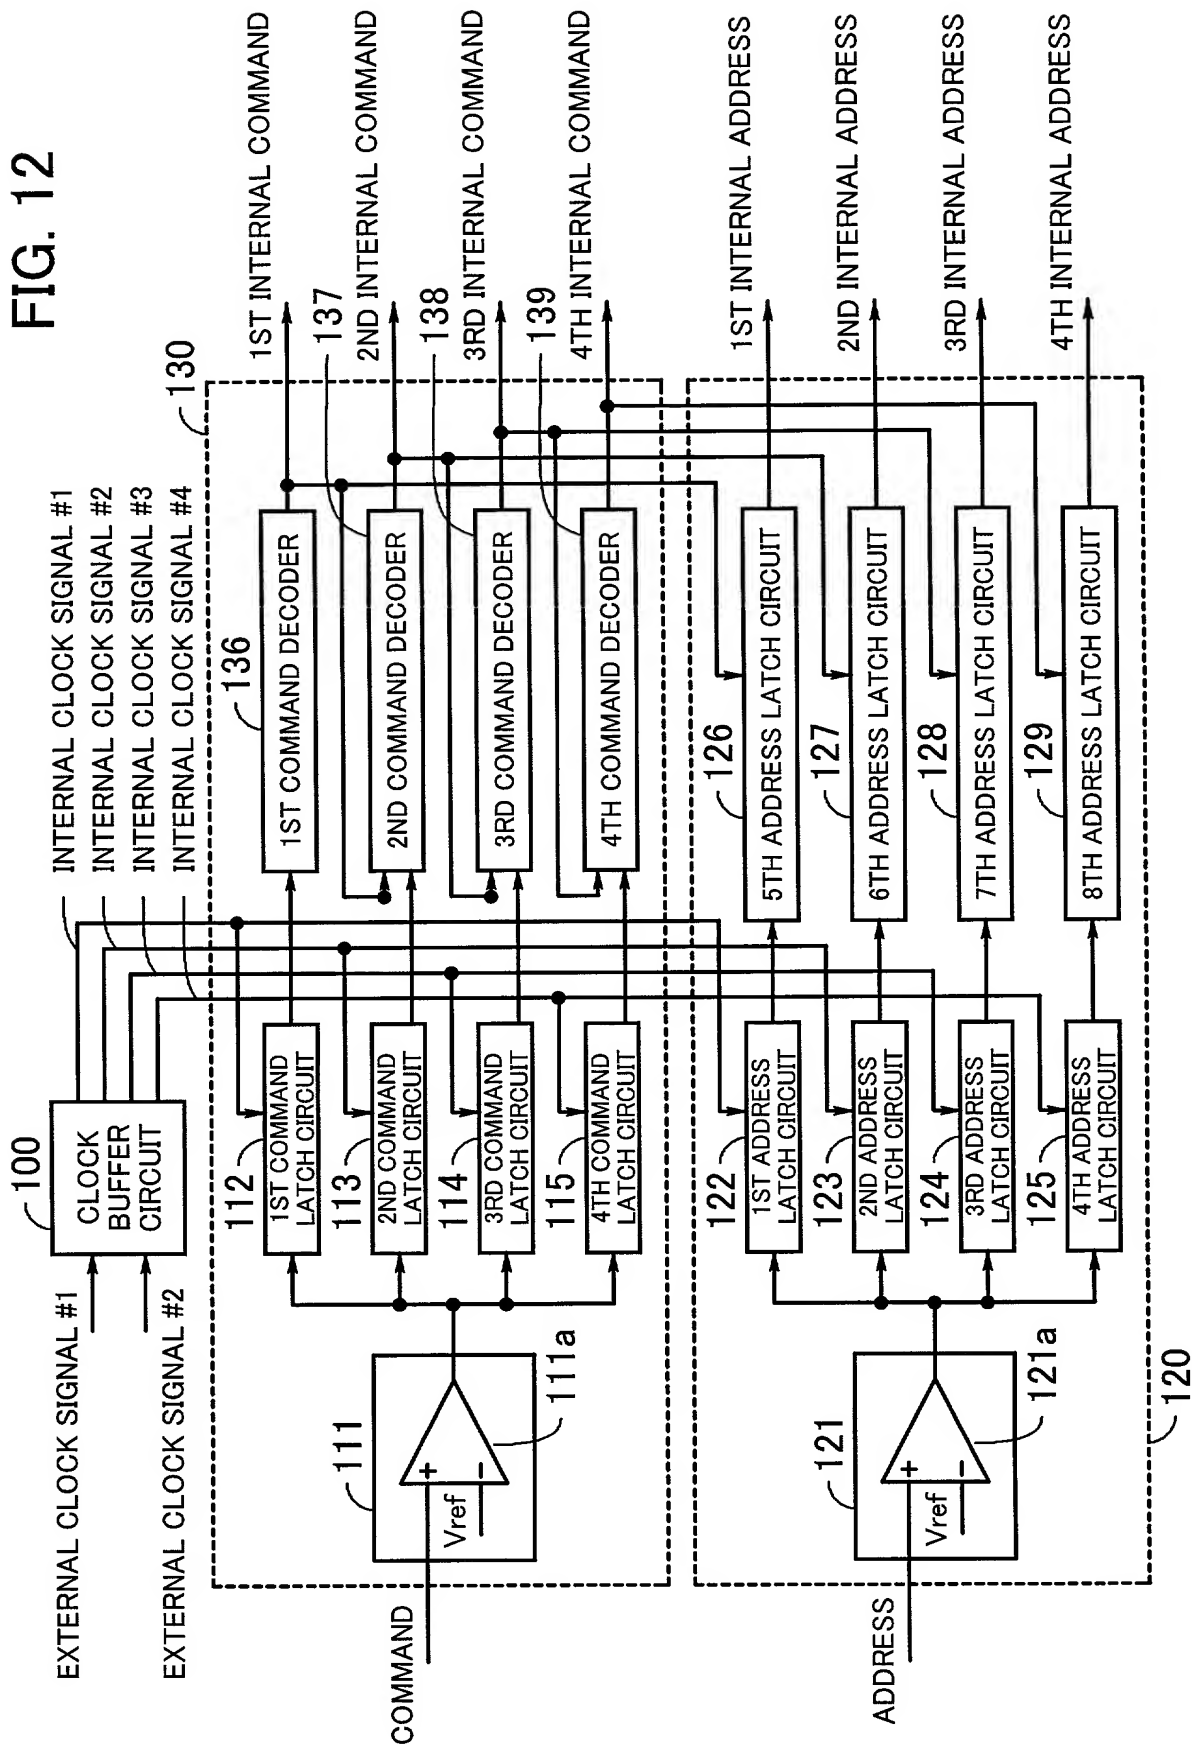 FIG. 12
EXTERNAL CLOCK SIGNAL #1
EXTERNAL CLOCK SIGNAL #2
100
CLOCK
BUFFER
CIRCUIT
INTERNAL CLOCK SIGNAL #1
INTERNAL CLOCK SIGNAL #2
INTERNAL CLOCK SIGNAL #3
INTERNAL CLOCK SIGNAL #4
130
COMMAND
111
Vref
+
−
111a
112
1ST COMMAND
LATCH CIRCUIT
113
2ND COMMAND
LATCH CIRCUIT
114
3RD COMMAND
LATCH CIRCUIT
115
4TH COMMAND
LATCH CIRCUIT
136
1ST COMMAND DECODER
137
2ND COMMAND DECODER
138
3RD COMMAND DECODER
139
4TH COMMAND DECODER
1ST INTERNAL COMMAND
2ND INTERNAL COMMAND
3RD INTERNAL COMMAND
4TH INTERNAL COMMAND
ADDRESS
121
Vref
+
−
121a
120
122
1ST ADDRESS
LATCH CIRCUIT
123
2ND ADDRESS
LATCH CIRCUIT
124
3RD ADDRESS
LATCH CIRCUIT
125
4TH ADDRESS
LATCH CIRCUIT
126
5TH ADDRESS LATCH CIRCUIT
127
6TH ADDRESS LATCH CIRCUIT
128
7TH ADDRESS LATCH CIRCUIT
129
8TH ADDRESS LATCH CIRCUIT
1ST INTERNAL ADDRESS
2ND INTERNAL ADDRESS
3RD INTERNAL ADDRESS
4TH INTERNAL ADDRESS